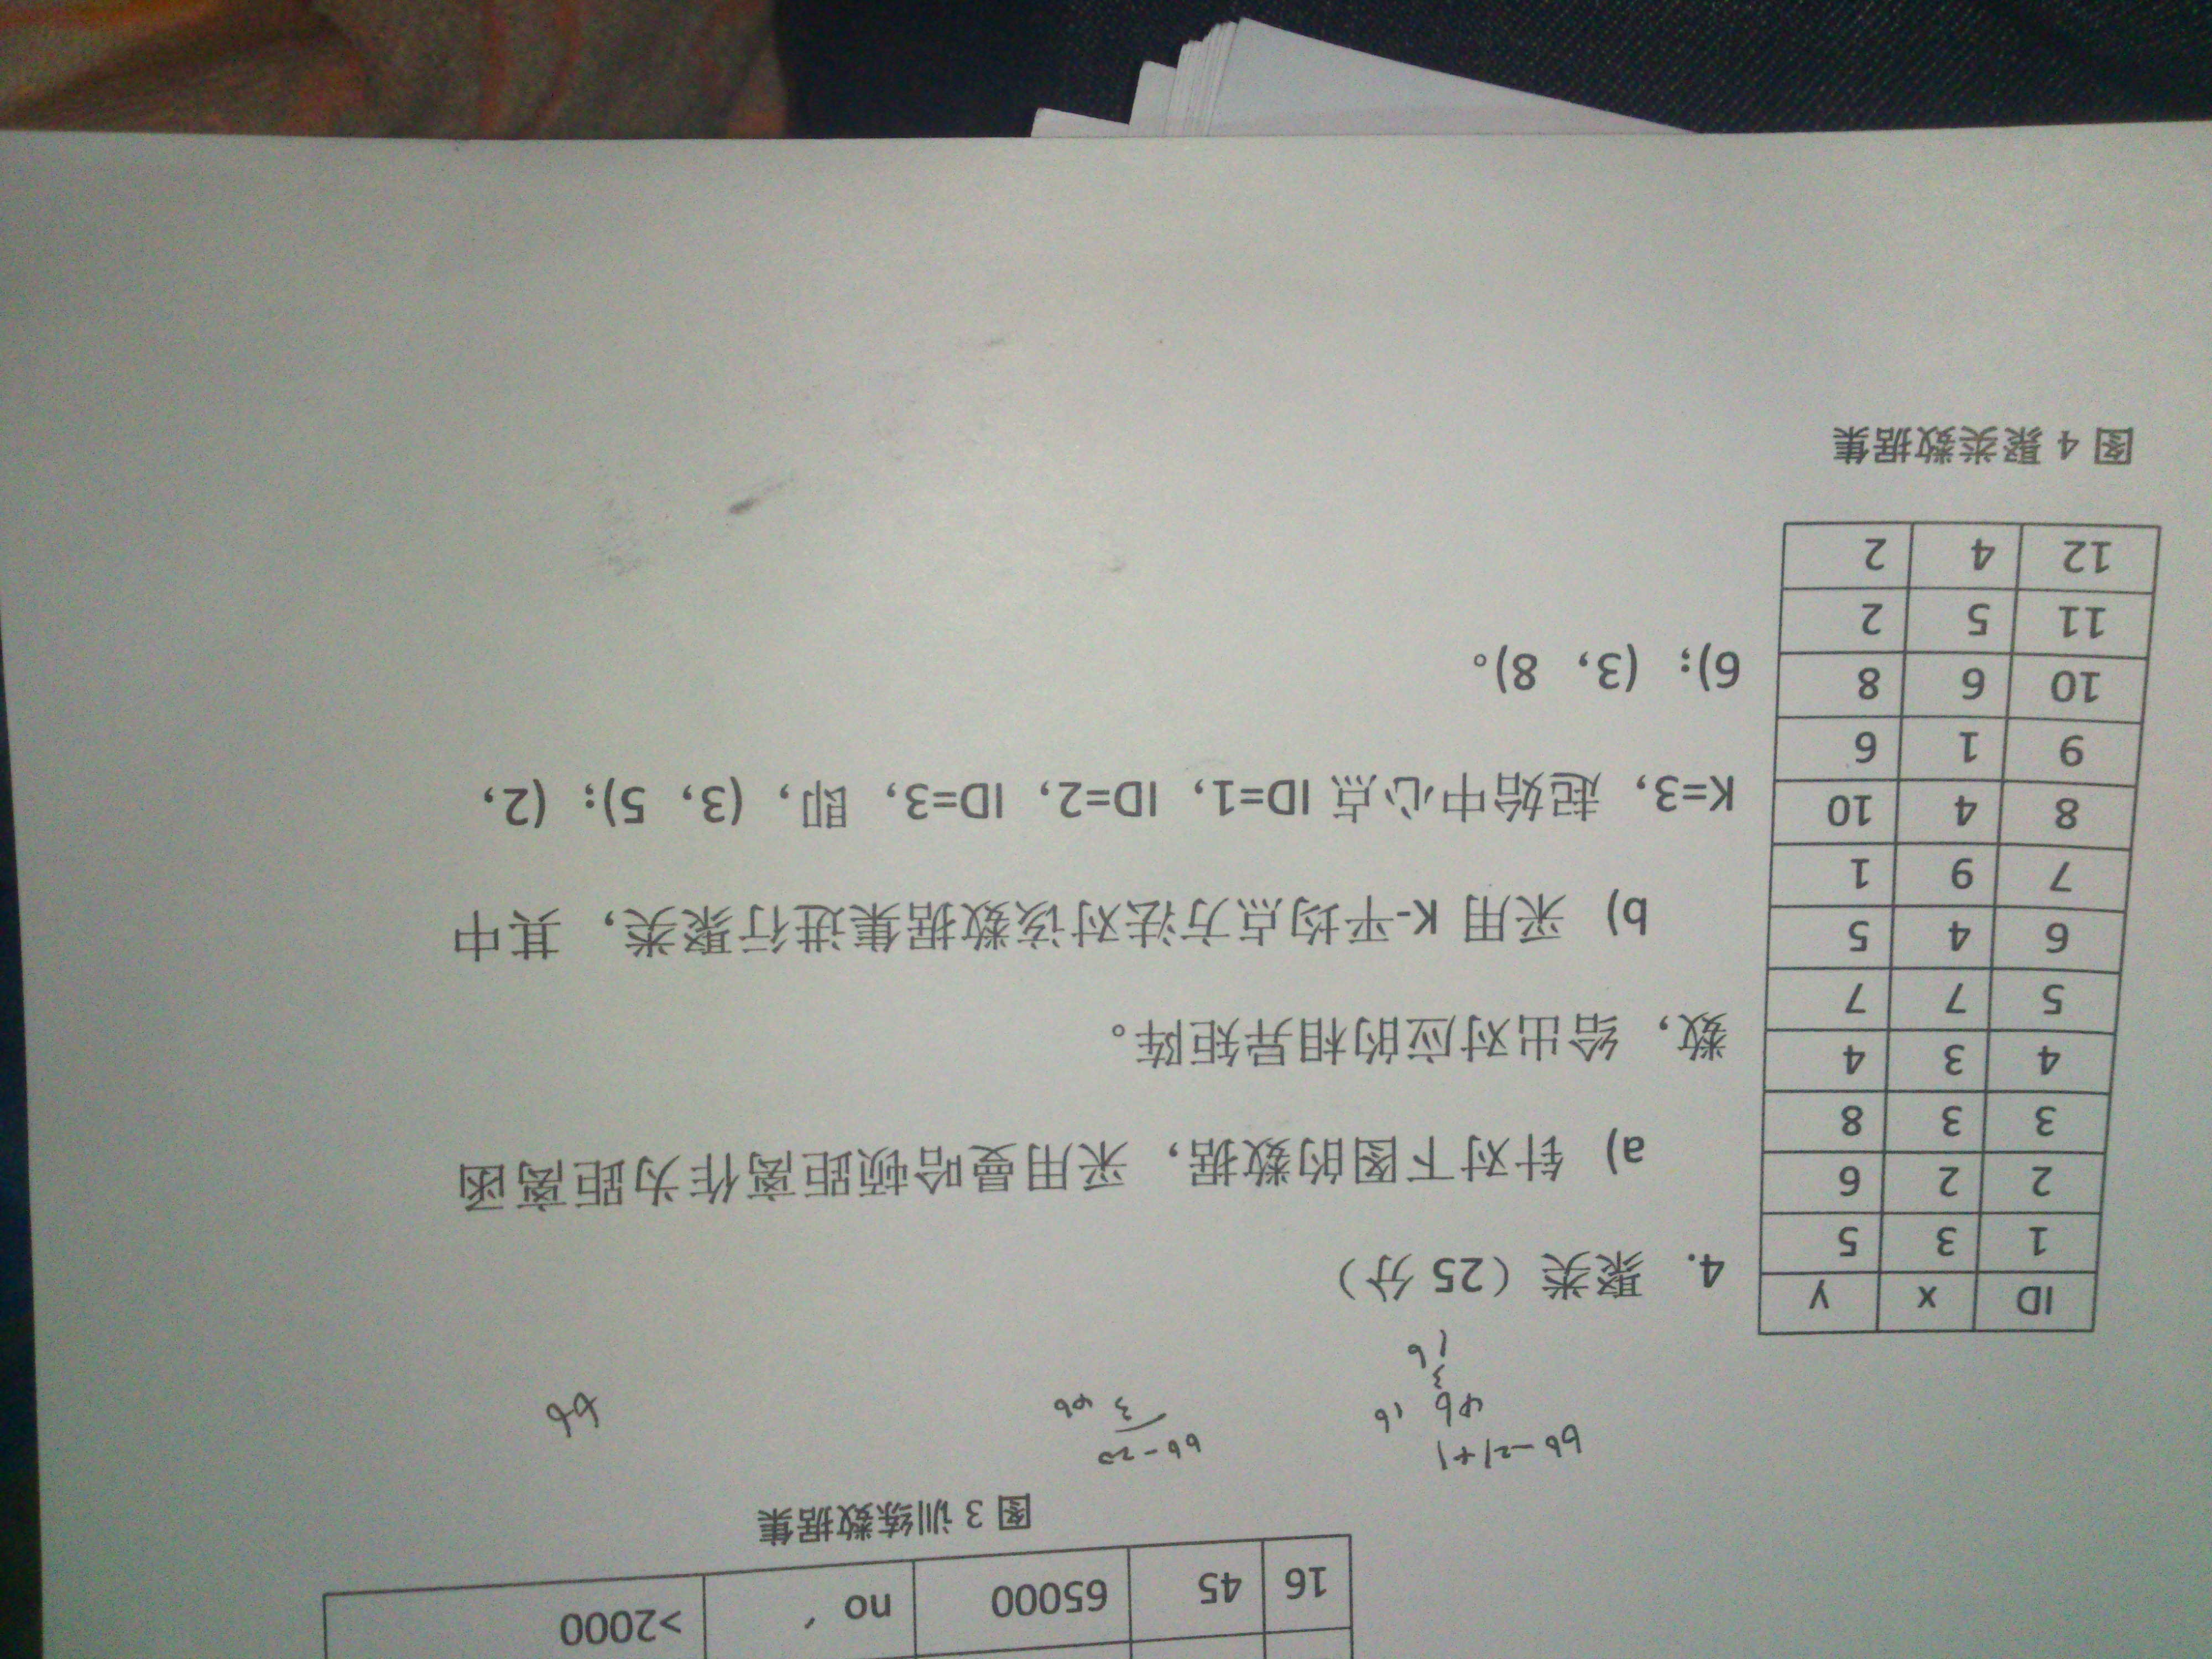 16 45 65000 no >2000
图 3 训练数据集
66-21+1
46 16
3
16
66-20
3 46
66
ID x y
1 3 5
2 2 6
3 3 8
4 3 4
5 7 7
6 4 5
7 9 1
8 4 10
9 1 6
10 6 8
11 5 2
12 4 2
图 4 聚类数据集
4. 聚类（25 分）
a) 针对下图的数据，采用曼哈顿距离作为距离函
数，给出对应的相异矩阵。
b) 采用 K-平均点方法对该数据集进行聚类，其中
K=3，起始中心点 ID=1，ID=2，ID=3，即，(3，5)；(2，
6)；(3，8)。